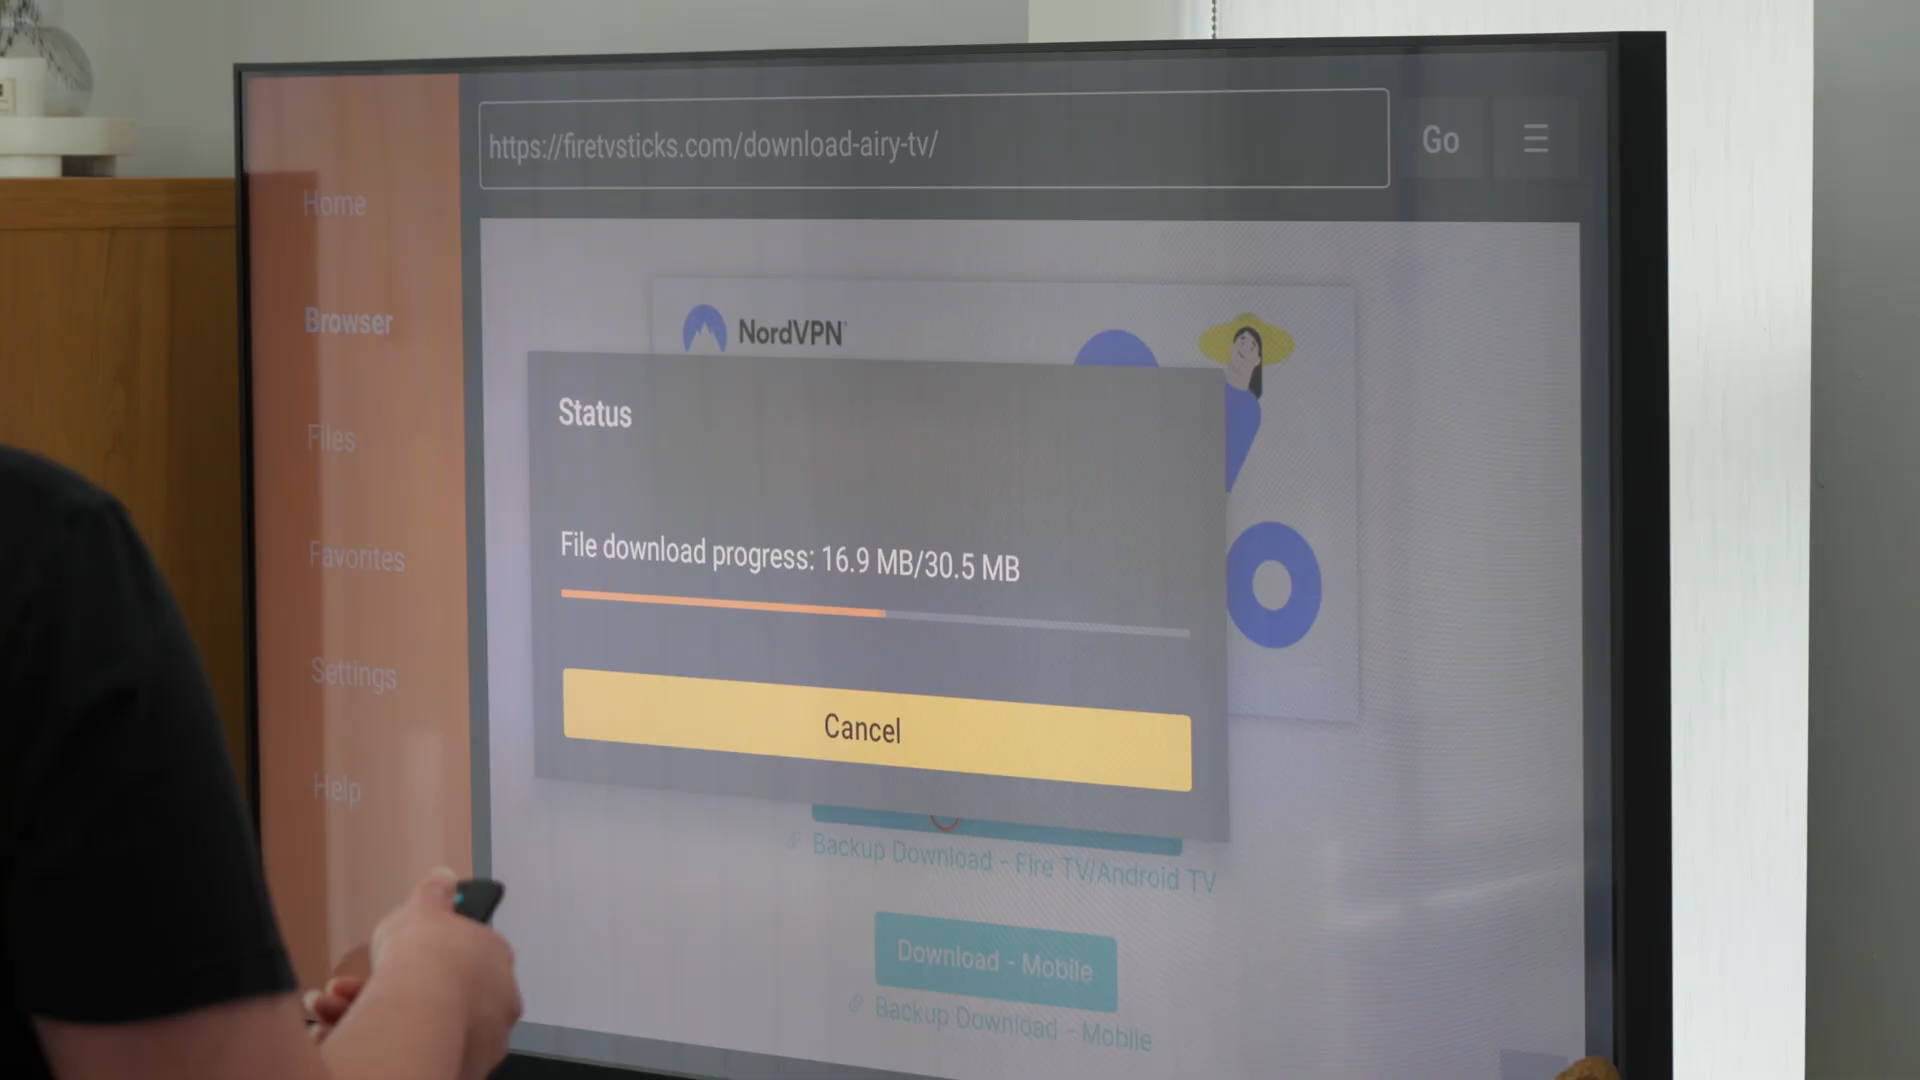 https://firetvsticks.com/download-airy-tv/
Go
Home
Browser
Files
Favorites
Settings
Help
NordVPN
Status
File download progress: 16.9 MB/30.5 MB
Cancel
Backup Download - Fire TV/Android TV
Download - Mobile
Backup Download - Mobile